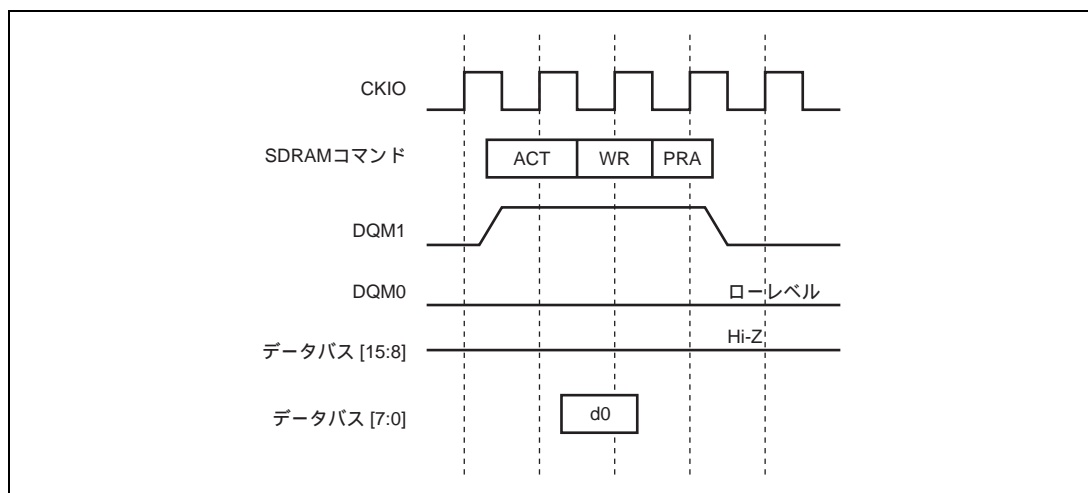 CKIO
SDRAMコマンド
ACT WR PRA
DQM1
DQM0
ローレベル
データバス [15:8]
Hi-Z
データバス [7:0]
d0